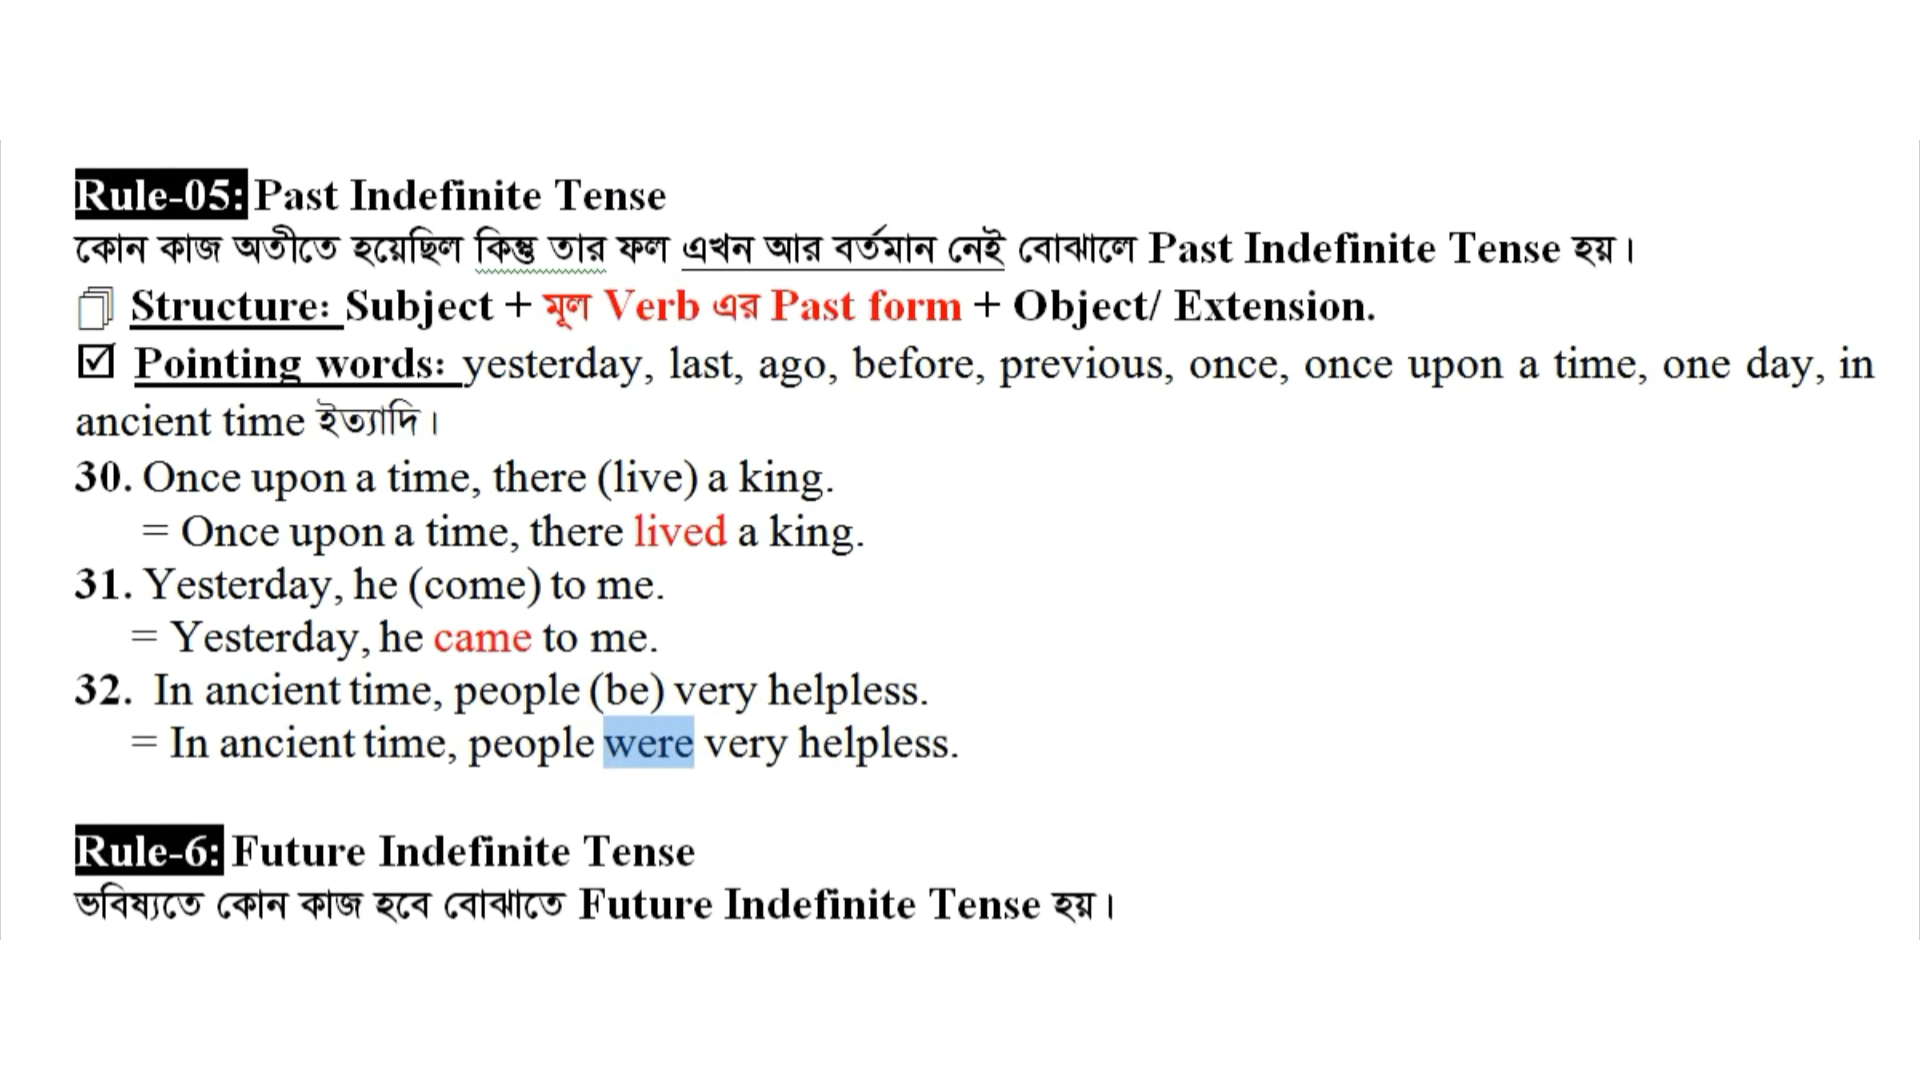 Rule-05: Past Indefinite Tense
কোন কাজ অতীতে হয়েছিল কিন্তু তার ফল এখন আর বর্তমান নেই বোঝালে Past Indefinite Tense হয়।
Structure: Subject + মূল Verb এর Past form + Object/ Extension.
Pointing words: yesterday, last, ago, before, previous, once, once upon a time, one day, in
ancient time ইত্যাদি।
30. Once upon a time, there (live) a king.
= Once upon a time, there lived a king.
31. Yesterday, he (come) to me.
= Yesterday, he came to me.
32. In ancient time, people (be) very helpless.
= In ancient time, people were very helpless.
Rule-6: Future Indefinite Tense
ভবিষ্যতে কোন কাজ হবে বোঝাতে Future Indefinite Tense হয়।